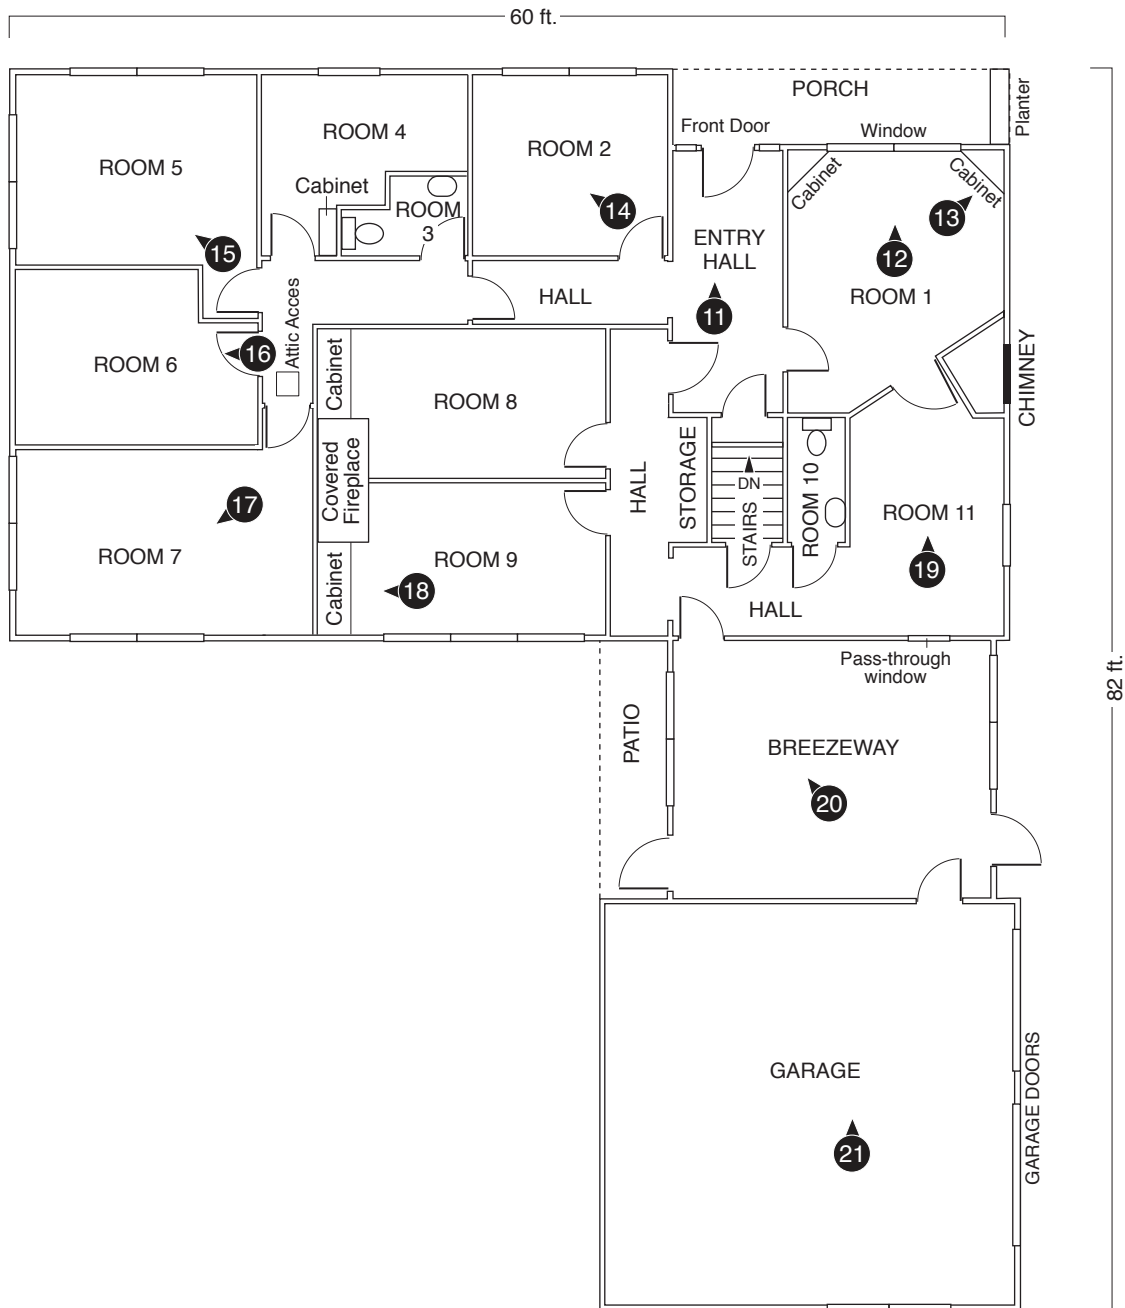 60 ft.
PORCH
Planter
Front Door
Window
ROOM 4
ROOM 2
ROOM 5
Cabinet
Cabinet
Cabinet
ROOM
3
14
13
15
ENTRY
HALL
12
ROOM 1
HALL
11
Attic Acces
16
ROOM 6
Cabinet
ROOM 8
CHIMNEY
Covered
Fireplace
HALL
STORAGE
DN
STAIRS
ROOM 10
17
ROOM 11
ROOM 7
ROOM 9
19
Cabinet
18
HALL
Pass-through
window
82 ft.
PATIO
BREEZEWAY
20
GARAGE
GARAGE DOORS
21